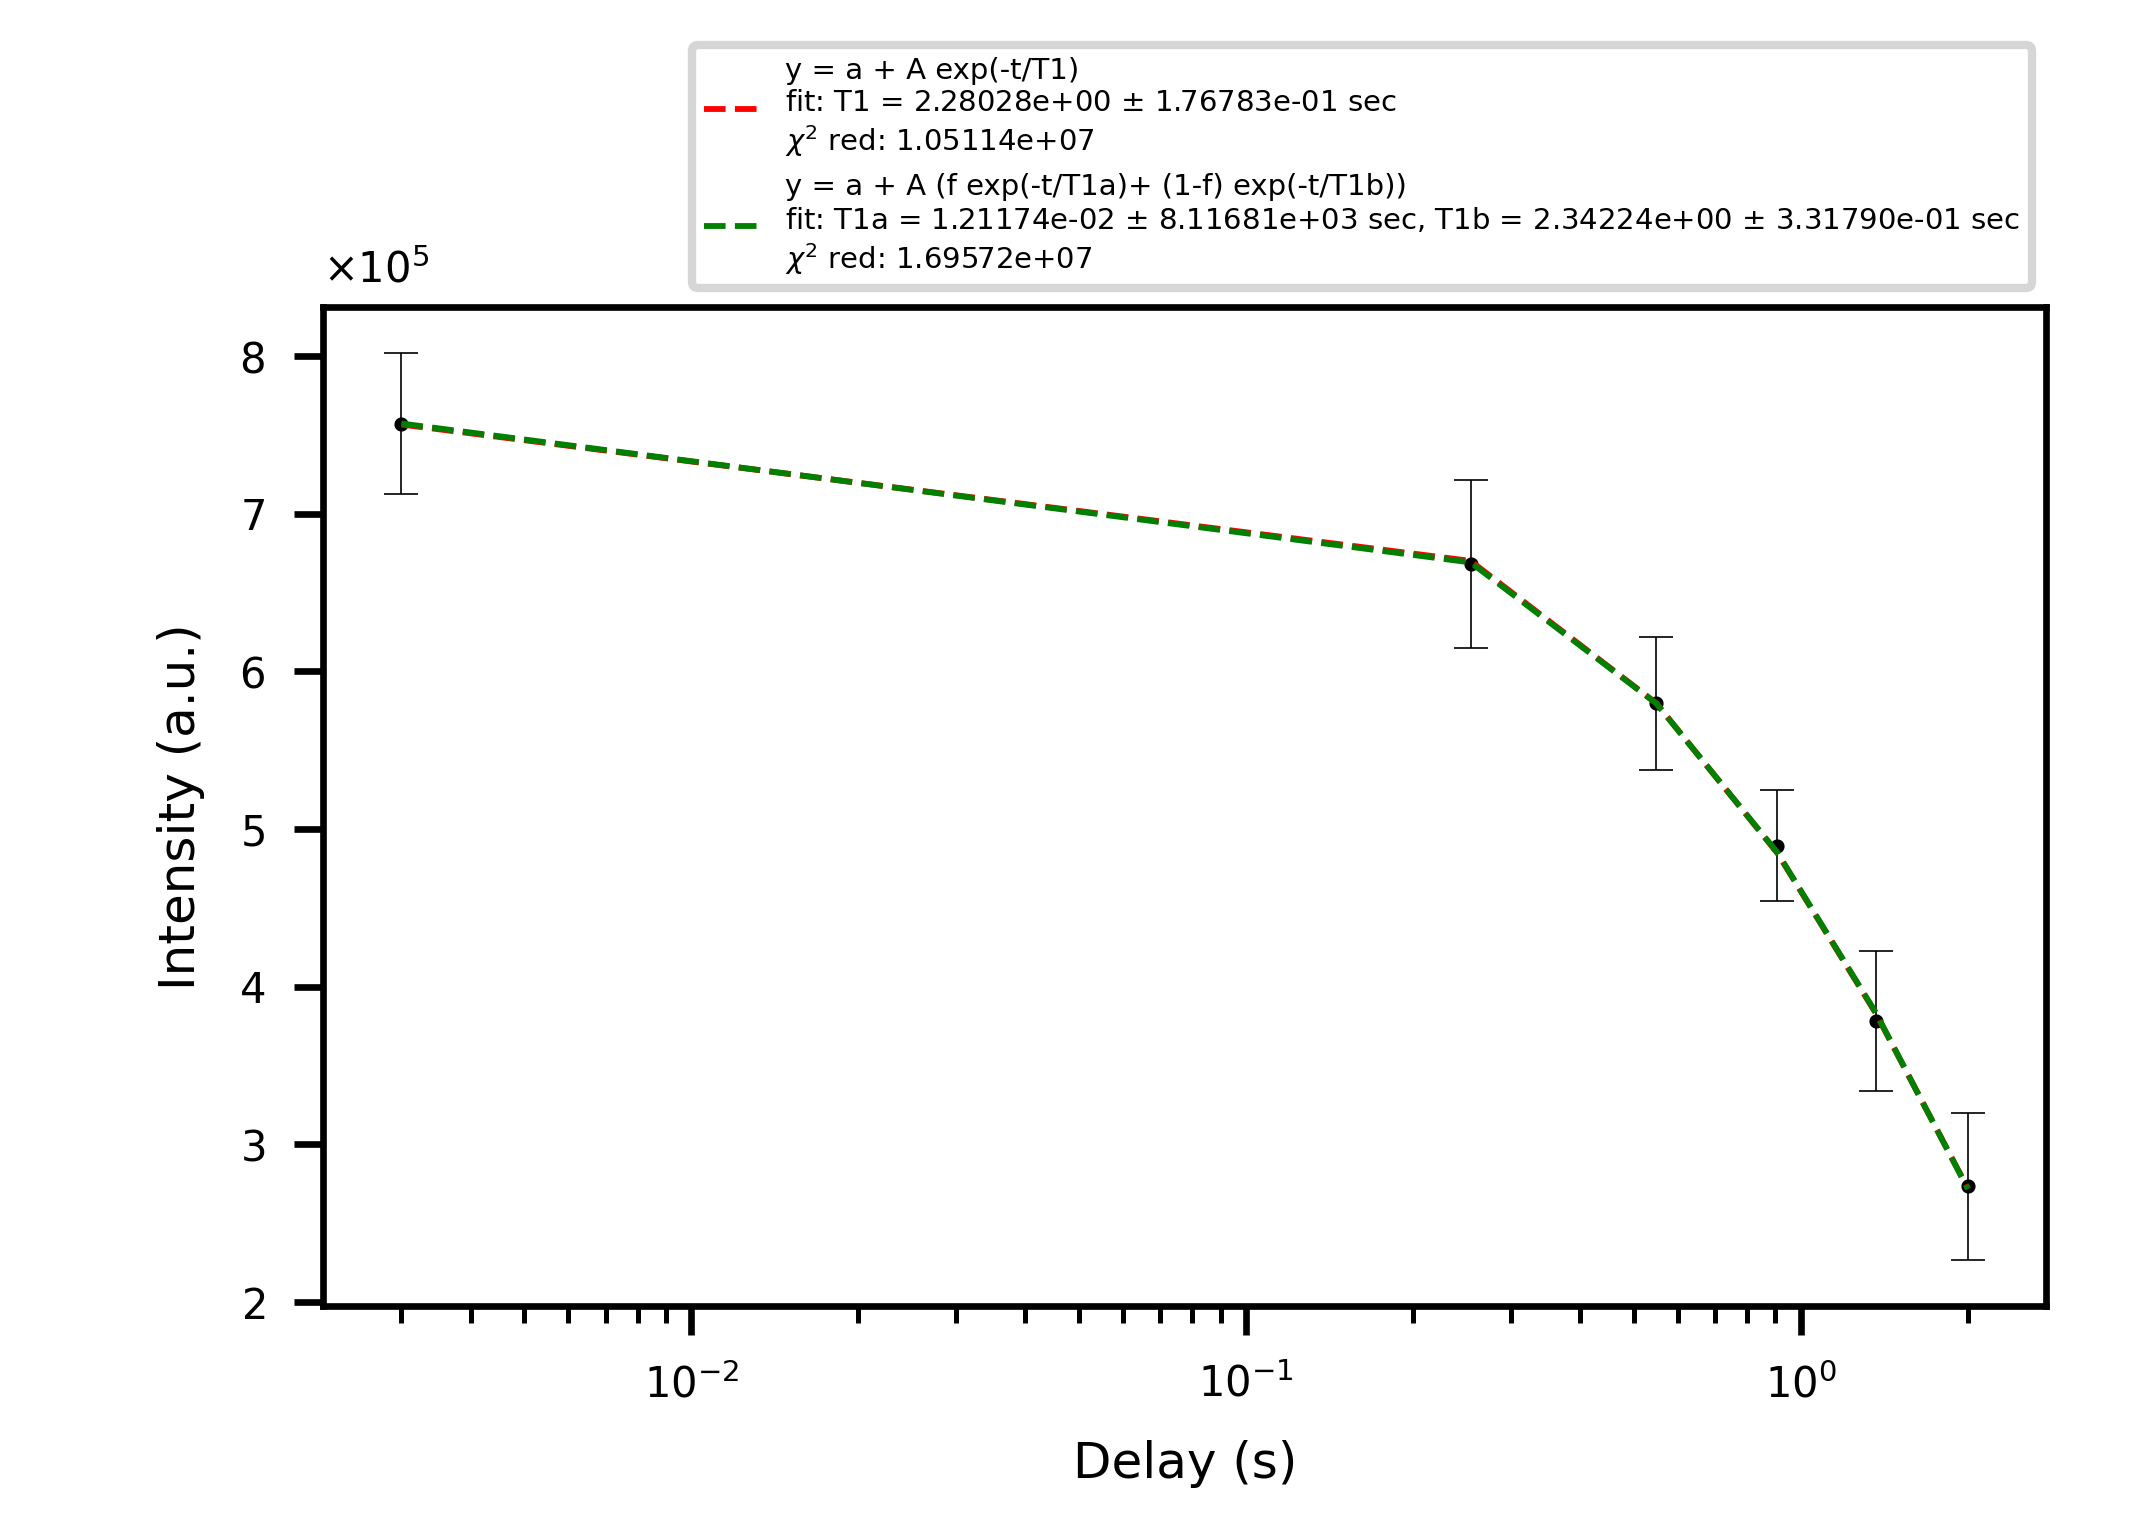 y = a + A exp(-t/T1)
fit: T1 = 2.28028e+00 ± 1.76783e-01 sec
χ² red: 1.05114e+07
y = a + A (f exp(-t/T1a)+ (1-f) exp(-t/T1b))
fit: T1a = 1.21174e-02 ± 8.11681e+03 sec, T1b = 2.34224e+00 ± 3.31790e-01 sec
χ² red: 1.69572e+07
×10⁵
8
7
6
5
4
3
2
Intensity (a.u.)
10⁻² 10⁻¹ 10⁰
Delay (s)